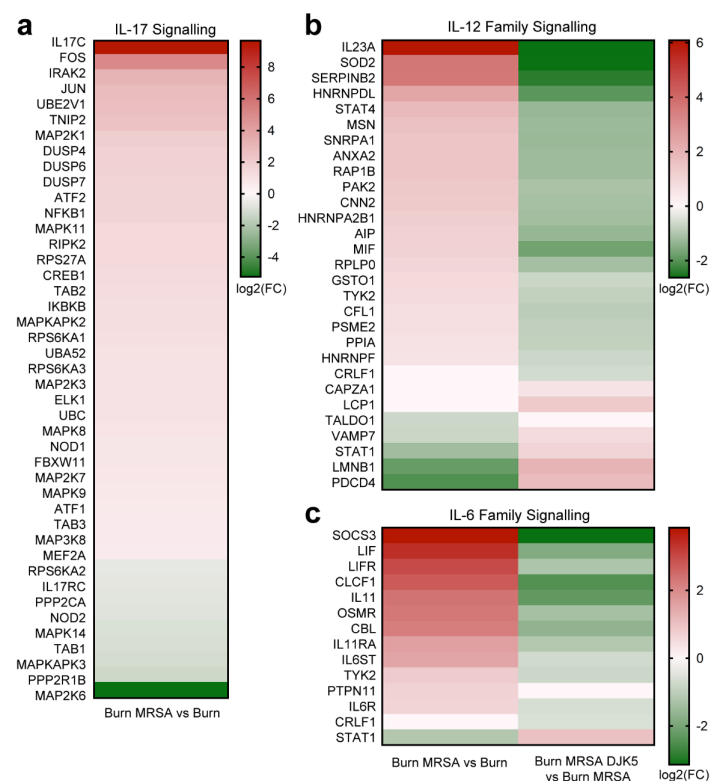 a
IL-17 Signalling
IL17C
FOS
IRAK2
JUN
UBE2V1
TNIP2
MAP2K1
DUSP4
DUSP6
DUSP7
ATF2
NFKB1
MAPK11
RIPK2
RPS27A
CREB1
TAB2
IKBKB
MAPKAPK2
RPS6KA1
UBA52
RPS6KA3
MAP2K3
ELK1
UBC
MAPK8
NOD1
FBXW11
MAP2K7
MAPK9
ATF1
TAB3
MAP3K8
MEF2A
RPS6KA2
IL17RC
PPP2CA
NOD2
MAPK14
TAB1
MAPKAPK3
PPP2R1B
MAP2K6
Burn MRSA vs Burn
8
6
4
2
0
-2
-4
log2(FC)
b
IL-12 Family Signalling
IL23A
SOD2
SERPINB2
HNRNPDL
STAT4
MSN
SNRPA1
ANXA2
RAP1B
PAK2
CNN2
HNRNPA2B1
AIP
MIF
RPLP0
GSTO1
TYK2
CFL1
PSME2
PPIA
HNRNPF
CRLF1
CAPZA1
LCP1
TALDO1
VAMP7
STAT1
LMNB1
PDCD4
6
4
2
0
-2
log2(FC)
c
IL-6 Family Signalling
SOCS3
LIF
LIFR
CLCF1
IL11
OSMR
CBL
IL11RA
IL6ST
TYK2
PTPN11
IL6R
CRLF1
STAT1
Burn MRSA vs Burn
Burn MRSA DJK5
vs Burn MRSA
2
0
-2
log2(FC)